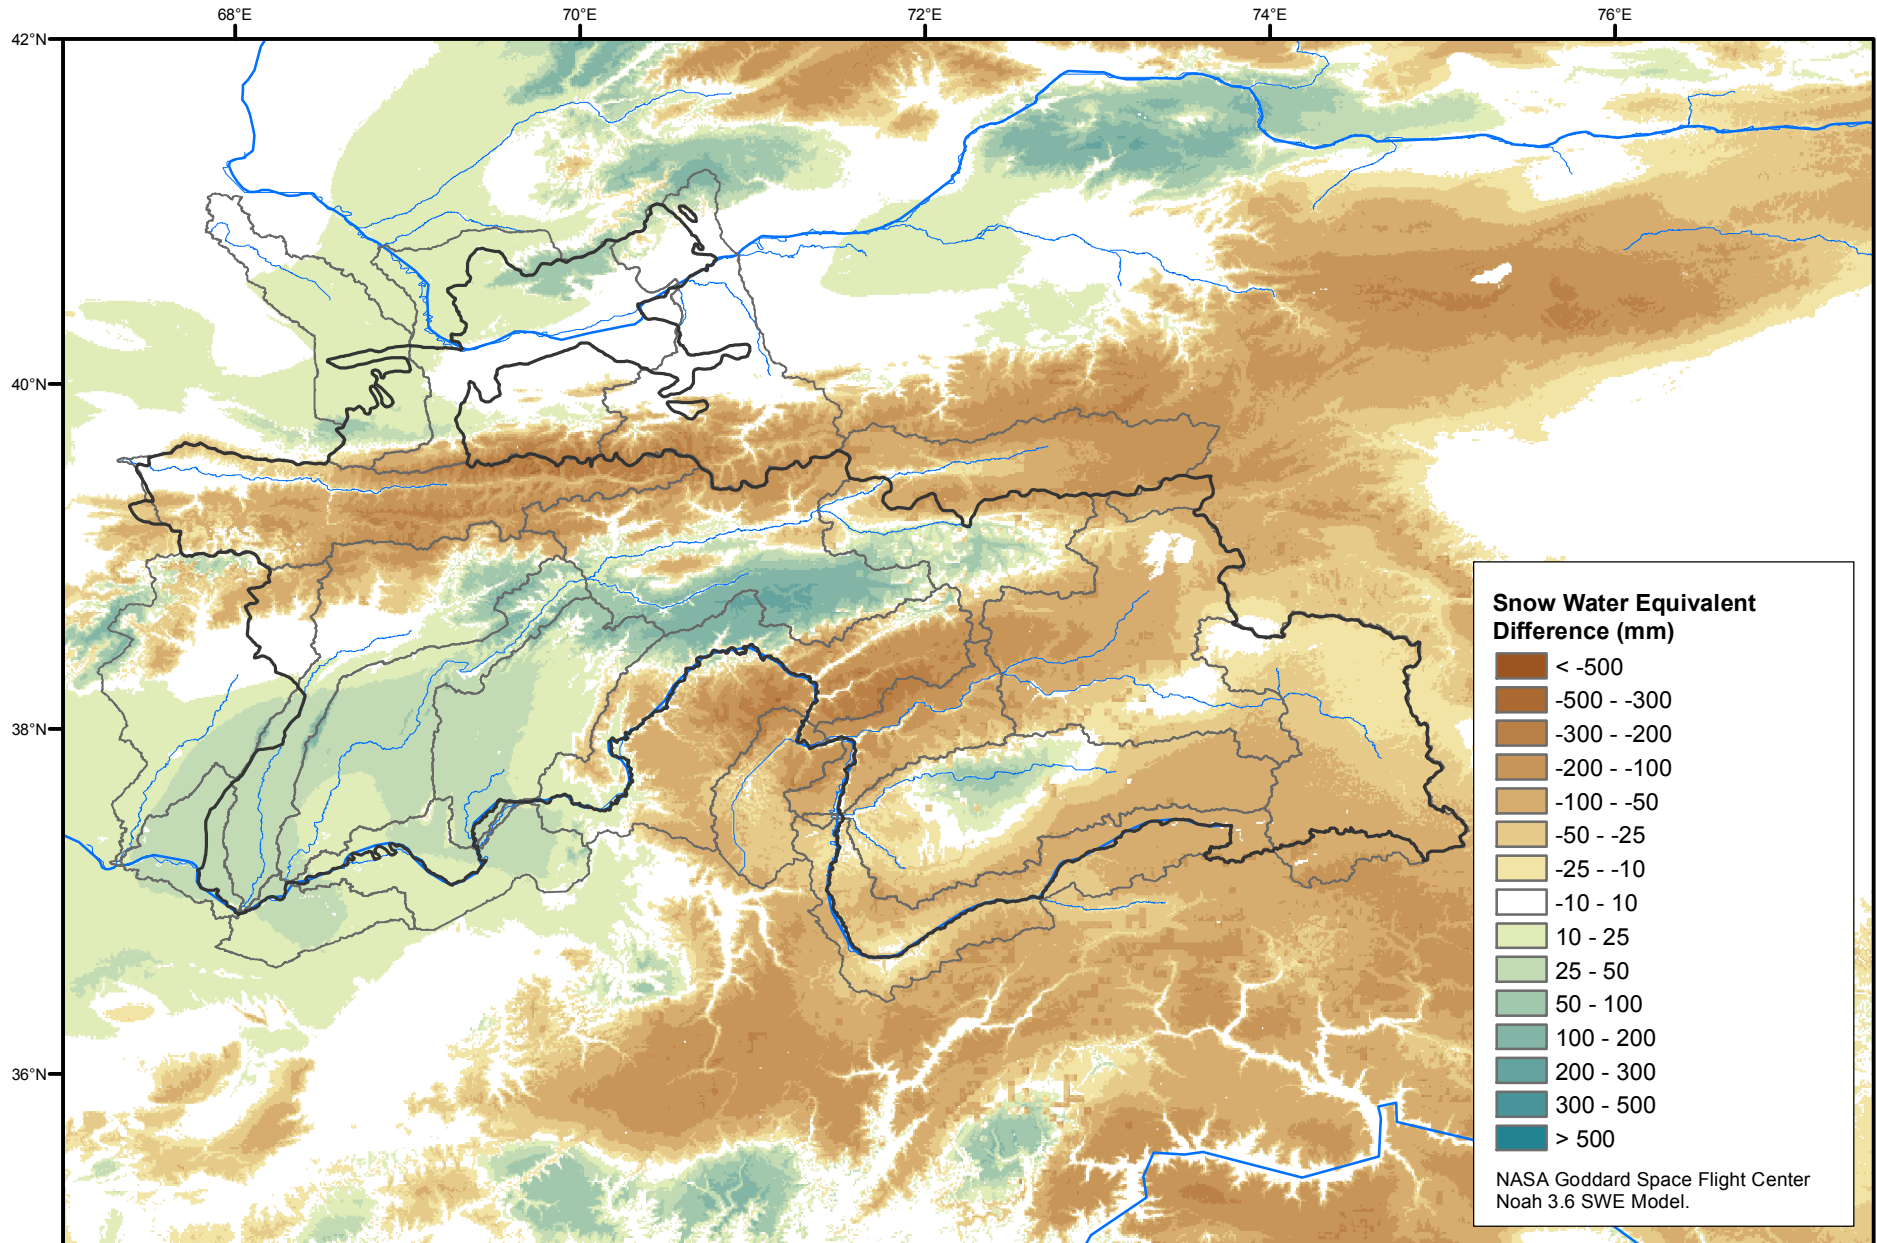 68°E 70°E 72°E 74°E 76°E
42°N
40°N
38°N
36°N
Snow Water Equivalent
Difference (mm)
< -500
-500 - -300
-300 - -200
-200 - -100
-100 - -50
-50 - -25
-25 - -10
-10 - 10
10 - 25
25 - 50
50 - 100
100 - 200
200 - 300
300 - 500
> 500
NASA Goddard Space Flight Center
Noah 3.6 SWE Model.